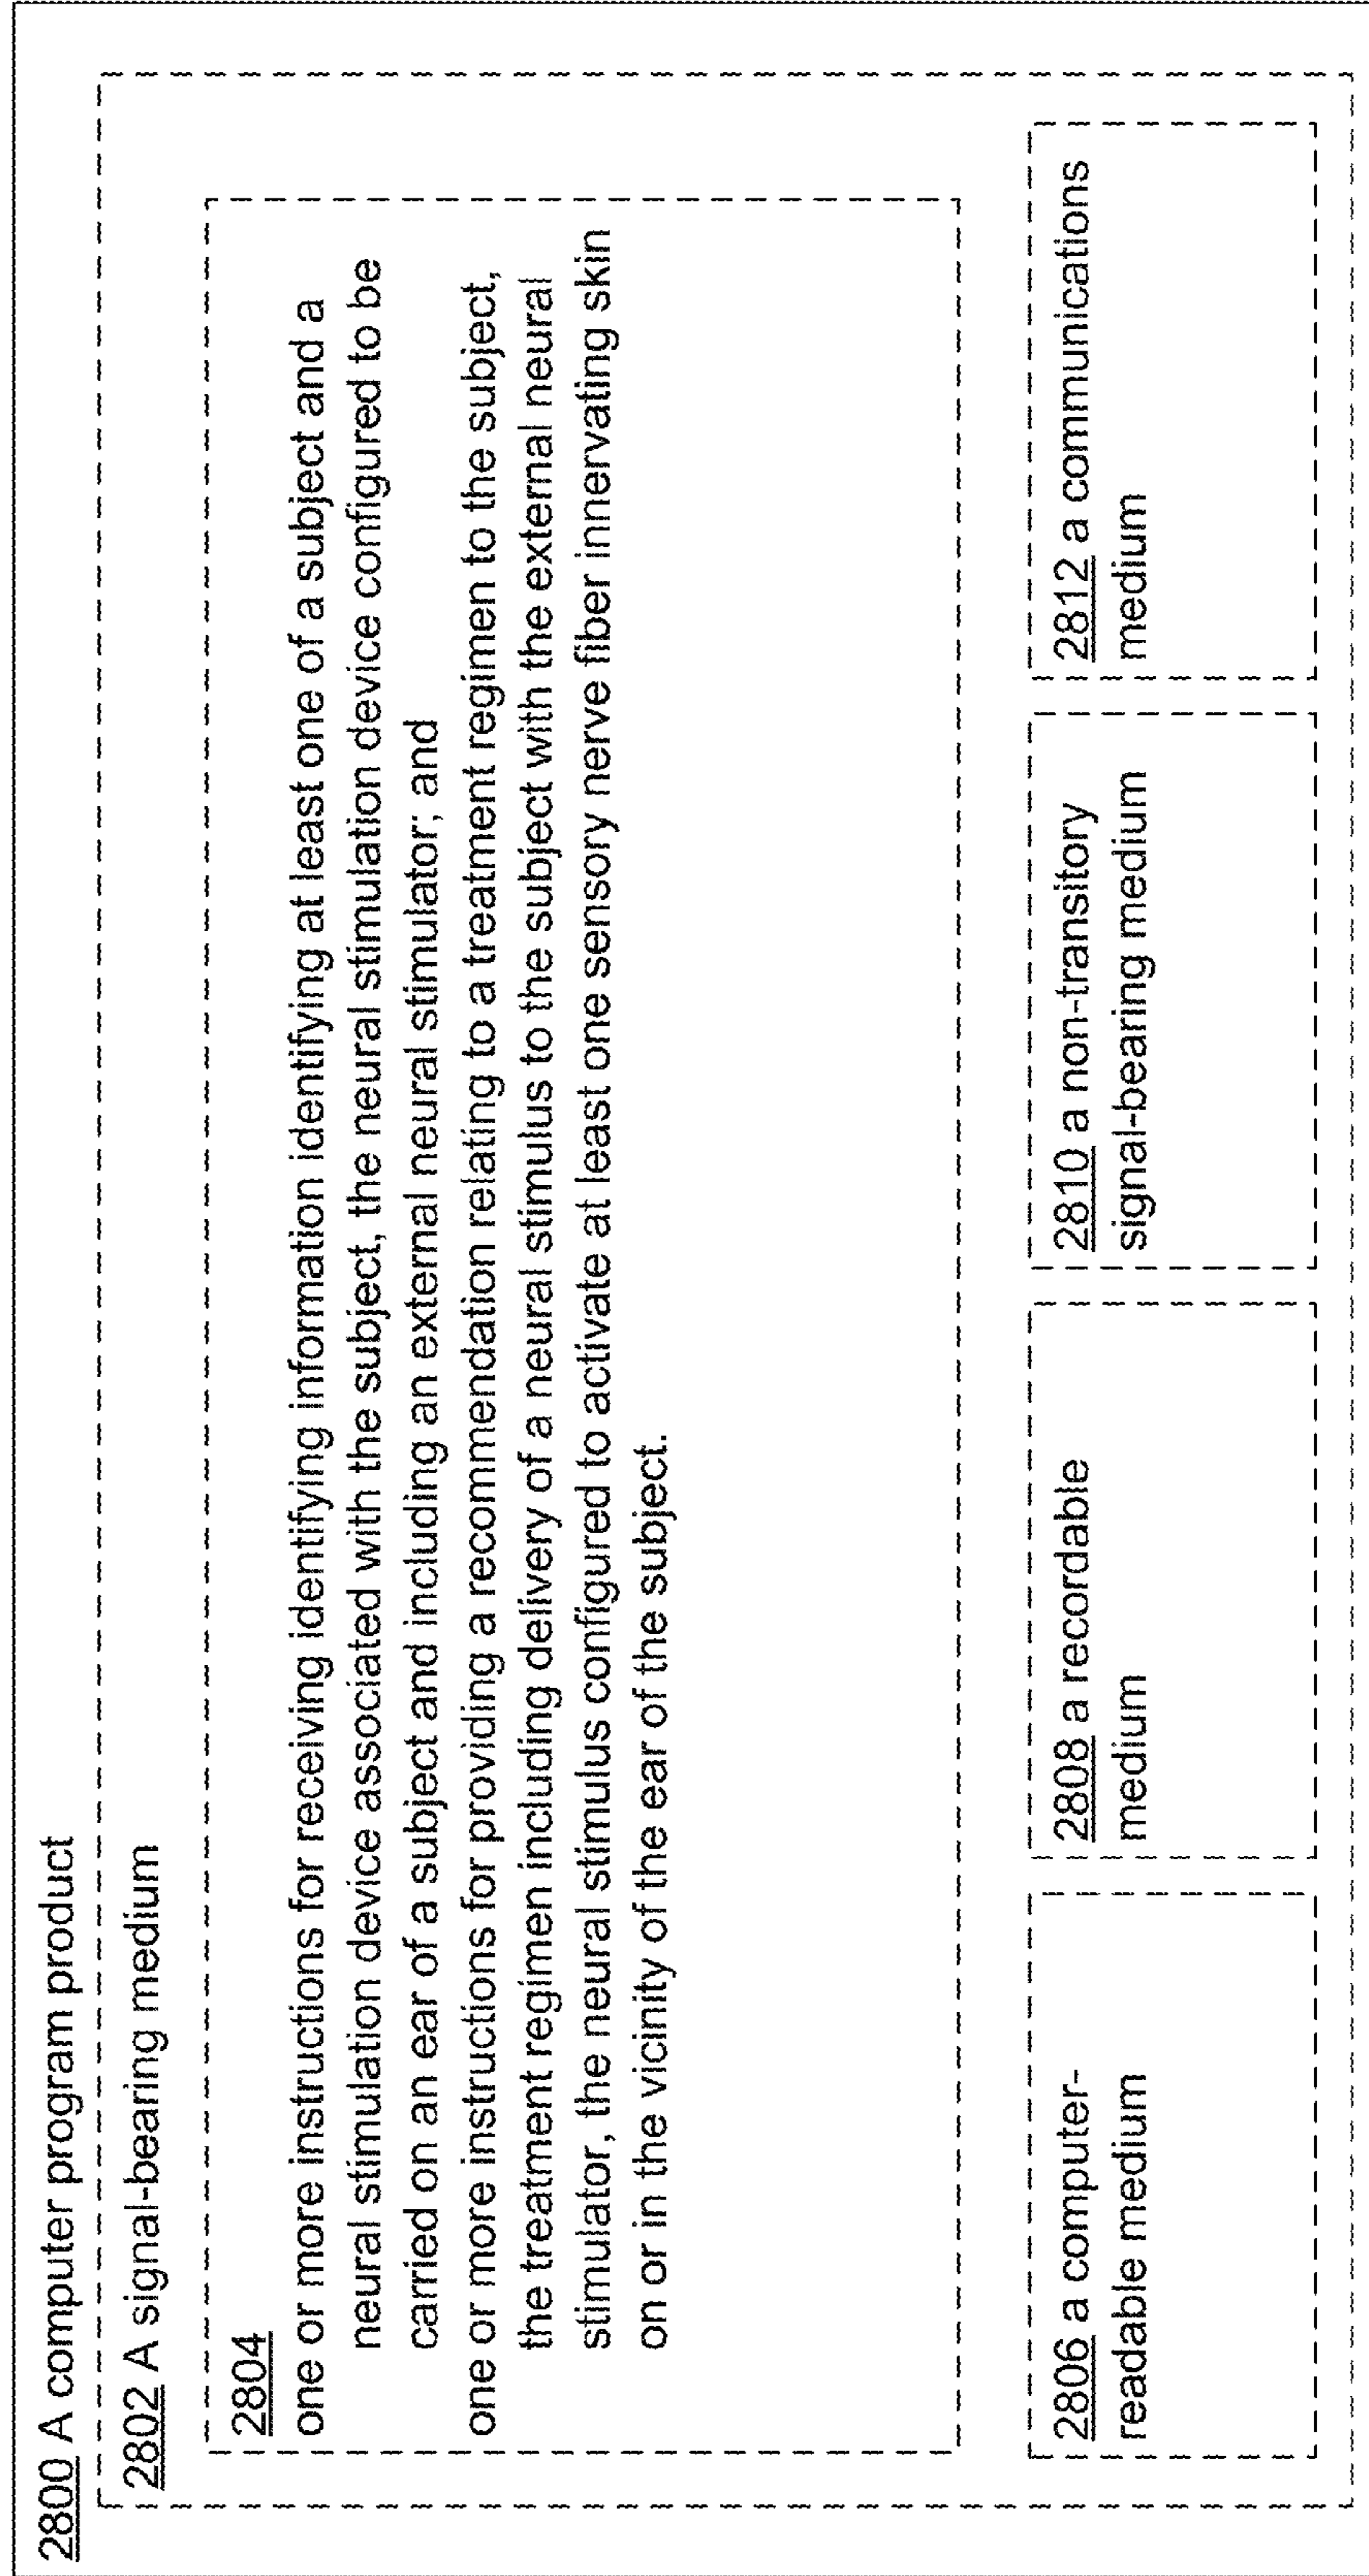 2800 A computer program product
2802 A signal-bearing medium
2804
one or more instructions for receiving identifying information identifying at least one of a subject and a
neural stimulation device associated with the subject, the neural stimulation device configured to be
carried on an ear of a subject and including an external neural stimulator; and
one or more instructions for providing a recommendation relating to a treatment regimen to the subject,
the treatment regimen including delivery of a neural stimulus to the subject with the external neural
stimulator, the neural stimulus configured to activate at least one sensory nerve fiber innervating skin
on or in the vicinity of the ear of the subject.
2806 a computer-
readable medium
2808 a recordable
medium
2810 a non-transitory
signal-bearing medium
2812 a communications
medium